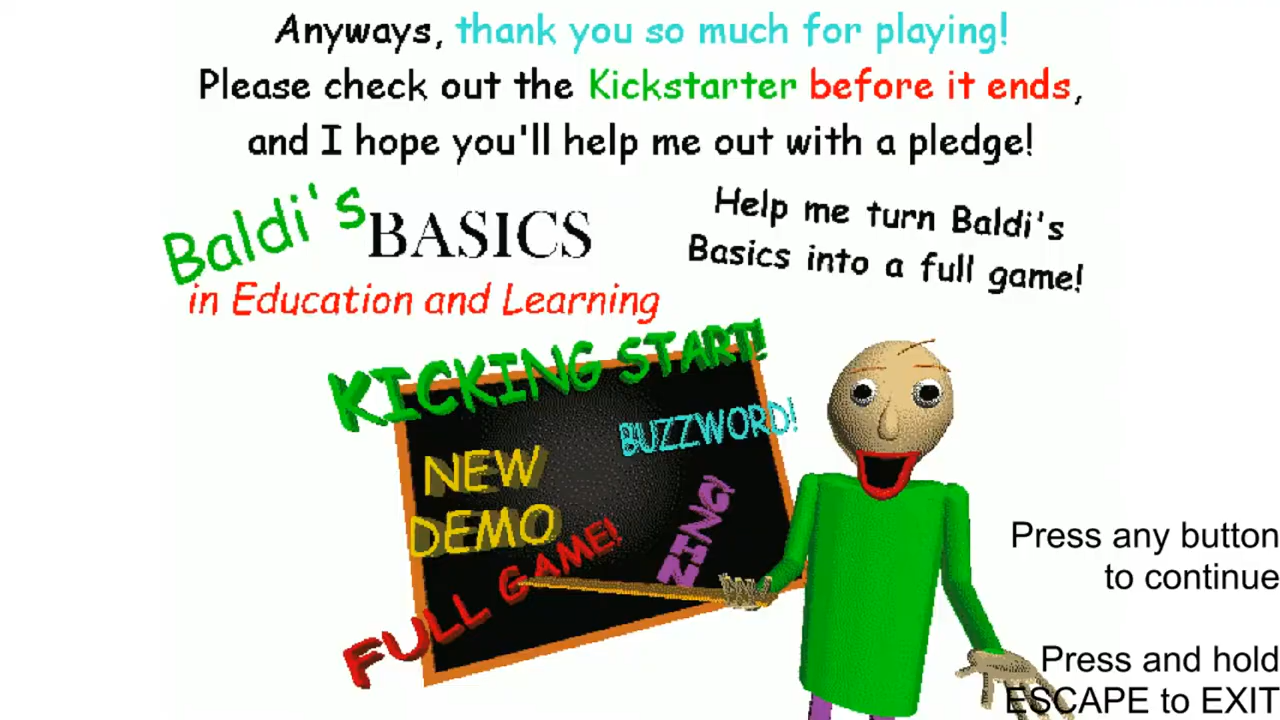 Anyways, thank you so much for playing!
Please check out the Kickstarter before it ends,
and I hope you'll help me out with a pledge!
Baldi's BASICS
in Education and Learning
Help me turn Baldi's
Basics into a full game!
KICKING START!
BUZZWORD!
NEW
DEMO
ZING!
FULL GAME!
Press any button
to continue
Press and hold
ESCAPE to EXIT